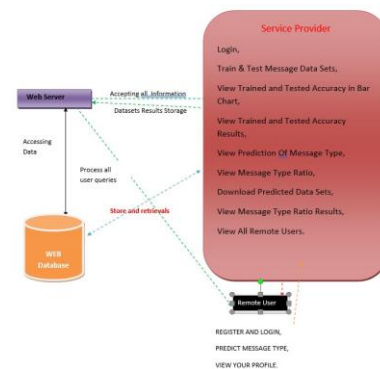 Service Provider
Login,
Train & Test Message Data Sets,
View Trained and Tested Accuracy in Bar
Chart,
View Trained and Tested Accuracy
Results,
View Prediction Of Message Type,
View Message Type Ratio,
Download Predicted Data Sets,
View Message Type Ratio Results,
View All Remote Users.
Web Server
Accepting all, Information
Datasets Results Storage
Accessing
Data
Process all
user queries
Store and retrievals
WEB
Database
Remote User
REGISTER AND LOGIN,
PREDICT MESSAGE TYPE,
VIEW YOUR PROFILE.